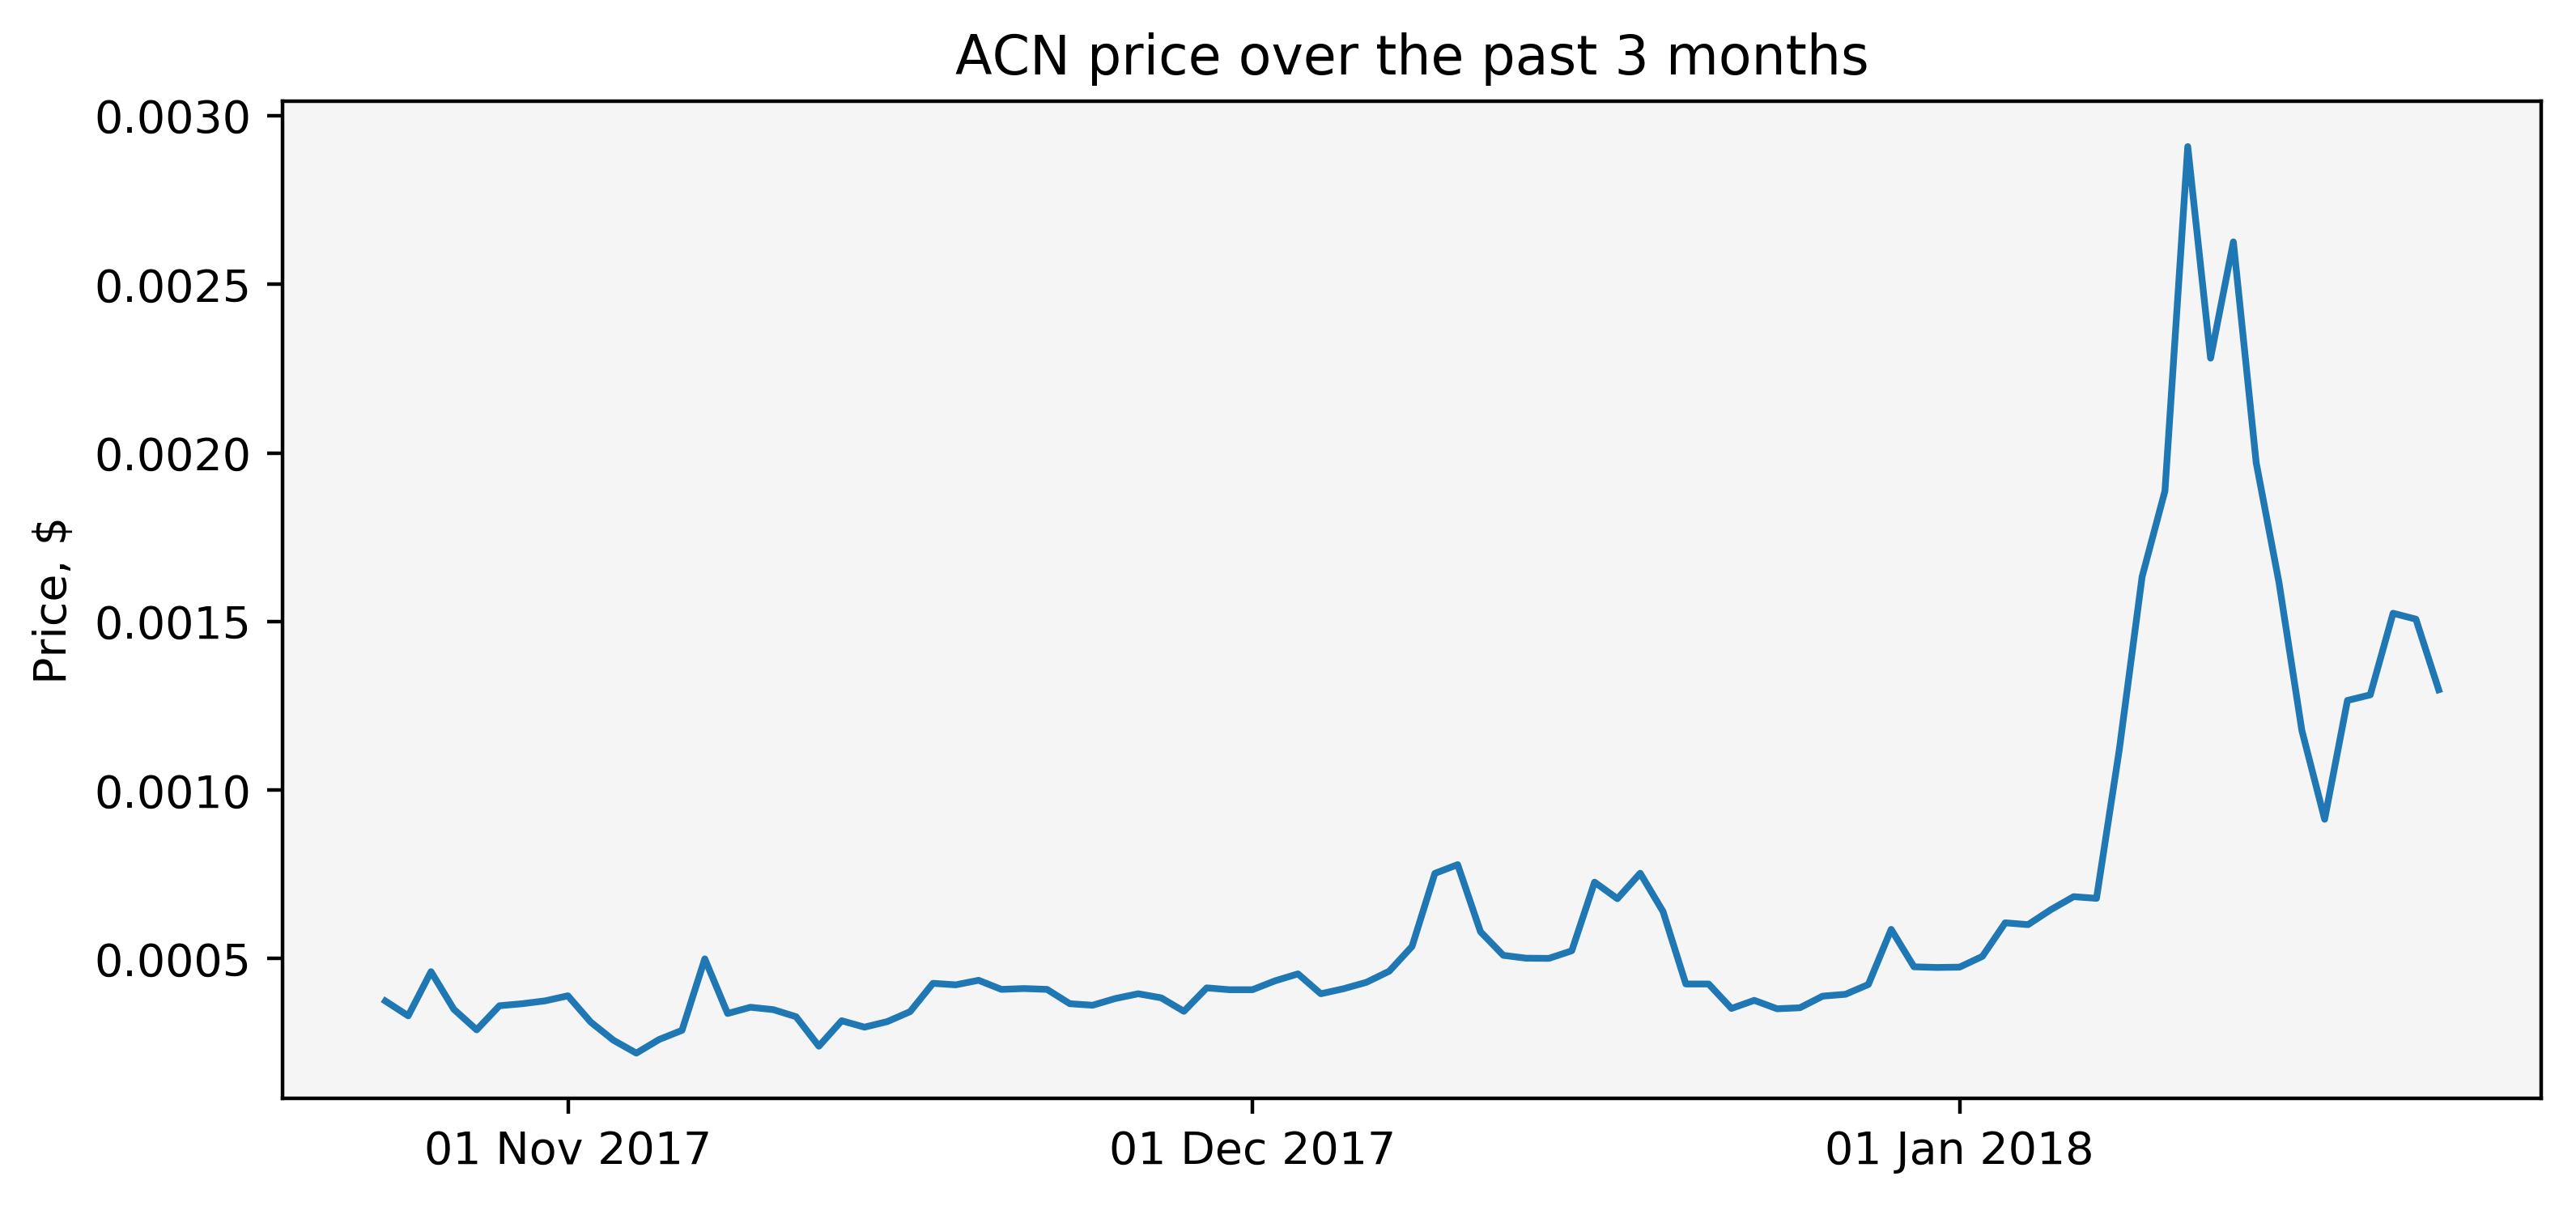 ACN price over the past 3 months
0.0030
0.0025
0.0020
0.0015
0.0010
0.0005
Price, $
01 Nov 2017
01 Dec 2017
01 Jan 2018